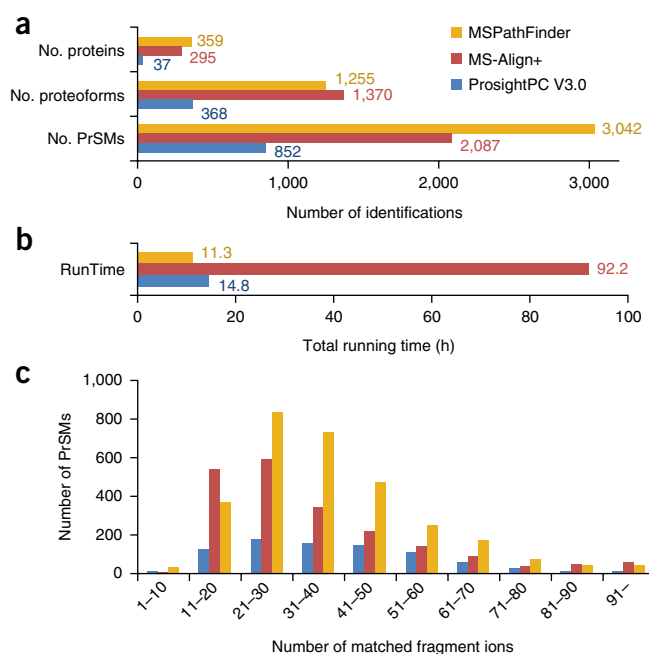 a
MSPathFinder
MS-Align+
ProsightPC V3.0
No. proteins
359
295
37
No. proteoforms
1,255
1,370
368
No. PrSMs
3,042
2,087
852
0 1,000 2,000 3,000
Number of identifications
b
RunTime
11.3
92.2
14.8
0 20 40 60 80 100
Total running time (h)
c
Number of PrSMs
1,000
800
600
400
200
0
1–10 11–20 21–30 31–40 41–50 51–60 61–70 71–80 81–90 91–
Number of matched fragment ions